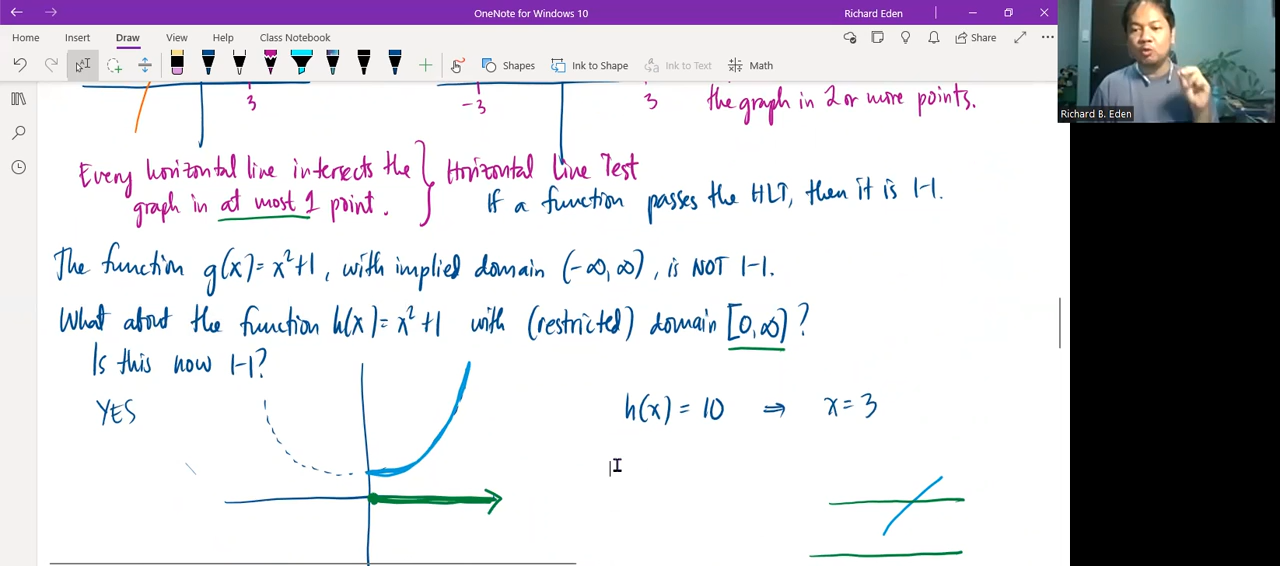 OneNote for Windows 10
Richard Eden
Home Insert Draw View Help Class Notebook
Share
Shapes Ink to Shape Ink to Text Math
3
-3 3
the graph in 2 or more points.
Richard B. Eden
Every horizontal line intersects the
graph in at most 1 point.
Horizontal Line Test
If a function passes the HLT, then it is 1-1.
The function g(x)=x²+1, with implied domain (-∞,∞), is NOT 1-1.
What about the function h(x)=x²+1 with (restricted) domain [0,∞)?
Is this now 1-1?
YES
h(x) = 10 ⇒ x=3